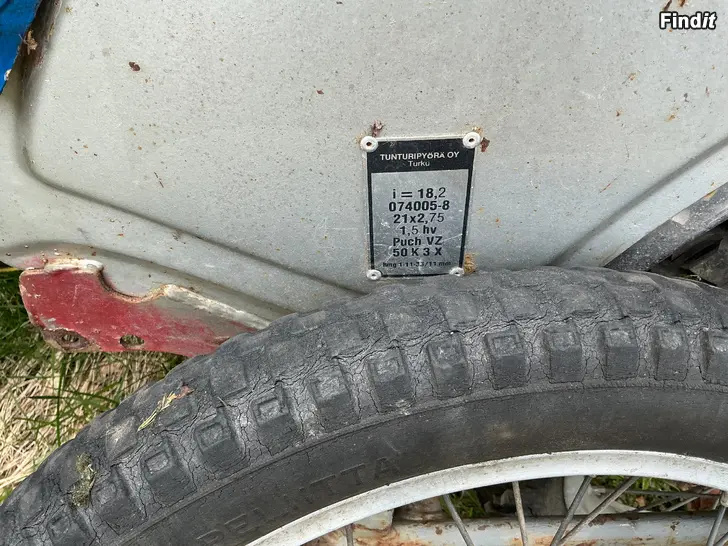 Findit
TUNTURIPYÖRÄ OY
Turku
i = 18,2
074005-8
21x2,75
1,5 hv
Puch VZ
50 K 3 X